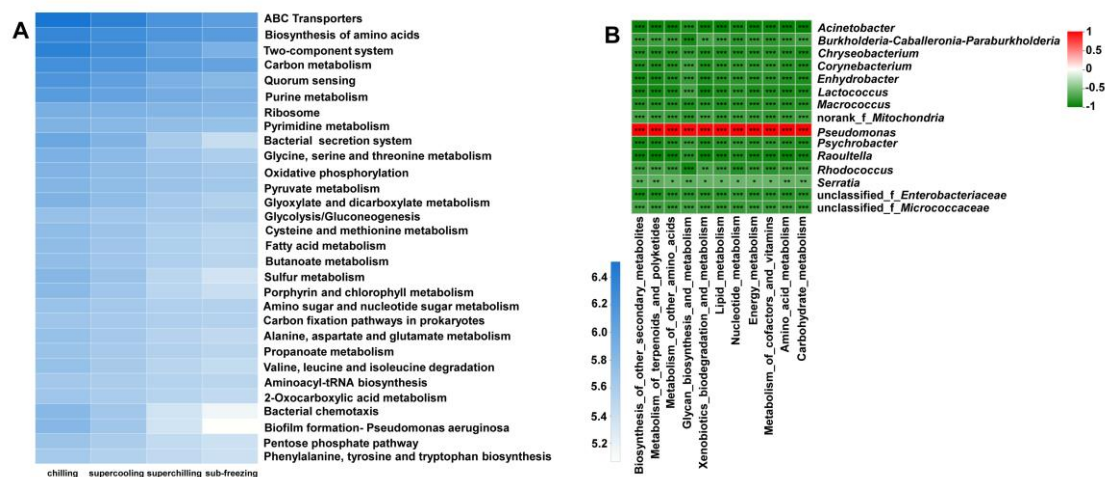 A
ABC Transporters
Biosynthesis of amino acids
Two-component system
Carbon metabolism
Quorum sensing
Purine metabolism
Ribosome
Pyrimidine metabolism
Bacterial secretion system
Glycine, serine and threonine metabolism
Oxidative phosphorylation
Pyruvate metabolism
Glyoxylate and dicarboxylate metabolism
Glycolysis/Gluconeogenesis
Cysteine and methionine metabolism
Fatty acid metabolism
Butanoate metabolism
Sulfur metabolism
Porphyrin and chlorophyll metabolism
Amino sugar and nucleotide sugar metabolism
Carbon fixation pathways in prokaryotes
Alanine, aspartate and glutamate metabolism
Propanoate metabolism
Valine, leucine and isoleucine degradation
Aminoacyl-tRNA biosynthesis
2-Oxocarboxylic acid metabolism
Bacterial chemotaxis
Biofilm formation- Pseudomonas aeruginosa
Pentose phosphate pathway
Phenylalanine, tyrosine and tryptophan biosynthesis
chilling supercooling superchilling sub-freezing
6.4
6.2
6.0
5.8
5.6
5.4
5.2
B
Acinetobacter
Burkholderia-Caballeronia-Paraburkholderia
Chryseobacterium
Corynebacterium
Enhydrobacter
Lactococcus
Macrococcus
norank_f_Mitochondria
Pseudomonas
Psychrobacter
Raoultella
Rhodococcus
Serratia
unclassified_f_Enterobacteriaceae
unclassified_f_Micrococcaceae
1
0.5
0
-0.5
-1
Biosynthesis_of_other_secondary_metabolites
Metabolism_of_terpenoids_and_polyketides
Metabolism_of_other_amino_acids
Glycan_biosynthesis_and_metabolism
Xenobiotics_biodegradation_and_metabolism
Lipid_metabolism
Nucleotide_metabolism
Energy_metabolism
Metabolism_of_cofactors_and_vitamins
Amino_acid_metabolism
Carbohydrate_metabolism